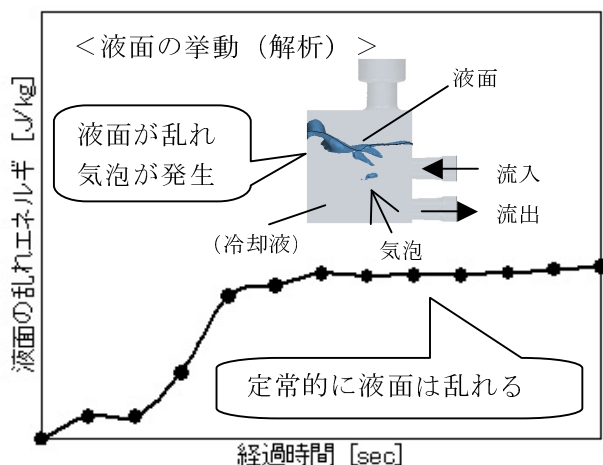 ＜液面の挙動（解析）＞
液面
液面が乱れ
気泡が発生
流入
流出
（冷却液）
気泡
定常的に液面は乱れる
液面の乱れエネルギ [J/kg]
経過時間 [sec]